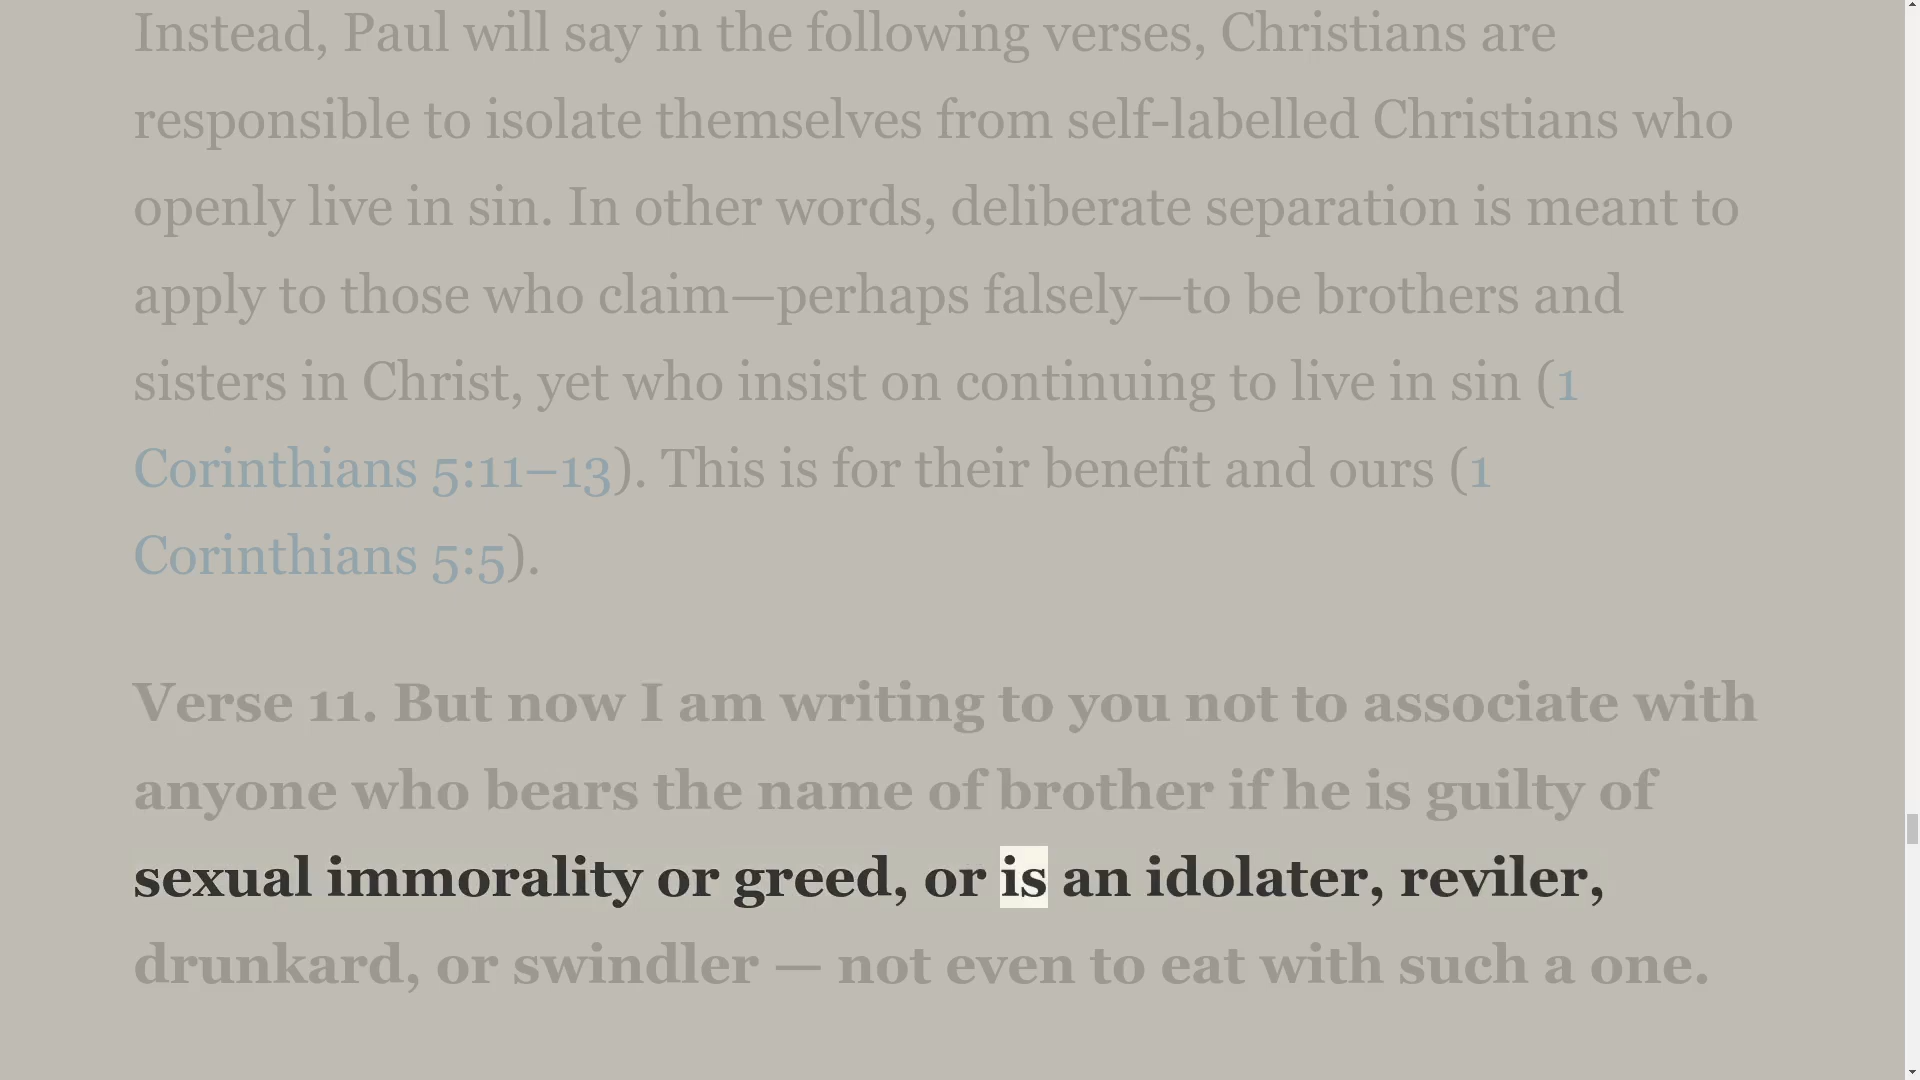 Instead, Paul will say in the following verses, Christians are
responsible to isolate themselves from self-labelled Christians who
openly live in sin. In other words, deliberate separation is meant to
apply to those who claim—perhaps falsely—to be brothers and
sisters in Christ, yet who insist on continuing to live in sin (1
Corinthians 5:11–13). This is for their benefit and ours (1
Corinthians 5:5).
Verse 11. But now I am writing to you not to associate with
anyone who bears the name of brother if he is guilty of
sexual immorality or greed, or is an idolater, reviler,
drunkard, or swindler — not even to eat with such a one.